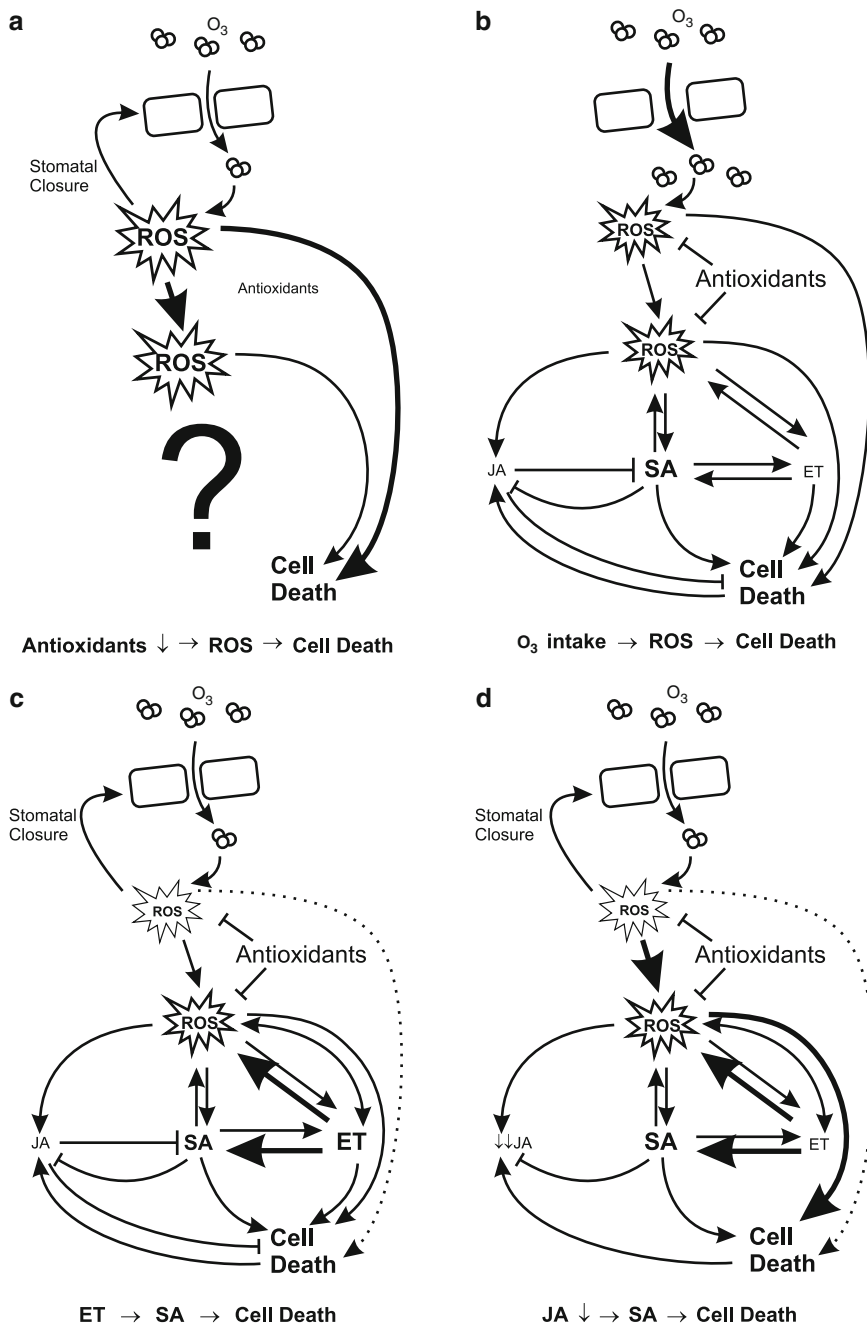 a
O₃
Stomatal
Closure
ROS
Antioxidants
ROS
?
Cell
Death
Antioxidants ↓ → ROS → Cell Death
b
O₃
ROS
Antioxidants
ROS
JA
SA
ET
Cell
Death
O₃ intake → ROS → Cell Death
c
O₃
Stomatal
Closure
ROS
Antioxidants
ROS
JA
SA
ET
Cell
Death
ET → SA → Cell Death
d
O₃
Stomatal
Closure
ROS
Antioxidants
ROS
↓↓JA
SA
ET
Cell
Death
JA ↓ → SA → Cell Death